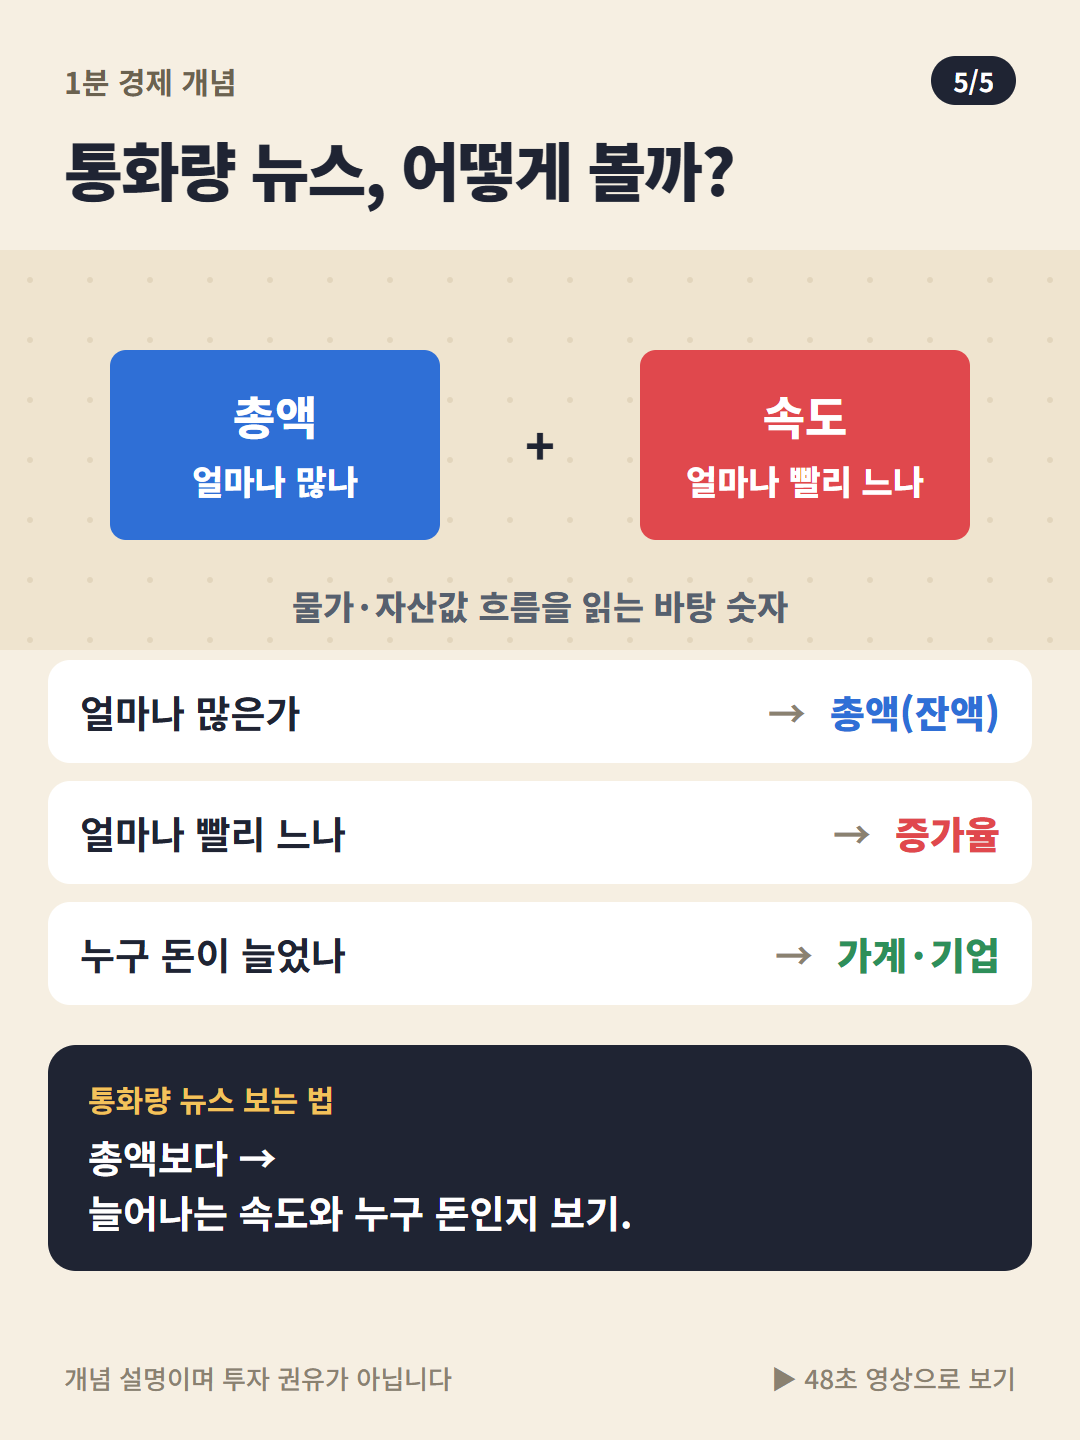 1분 경제 개념
5/5
통화량 뉴스, 어떻게 볼까?
총액
얼마나 많나
+
속도
얼마나 빨리 느나
물가·자산값 흐름을 읽는 바탕 숫자
얼마나 많은가 → 총액(잔액)
얼마나 빨리 느나 → 증가율
누구 돈이 늘었나 → 가계·기업
통화량 뉴스 보는 법
총액보다 →
늘어나는 속도와 누구 돈인지 보기.
개념 설명이며 투자 권유가 아닙니다
▶ 48초 영상으로 보기